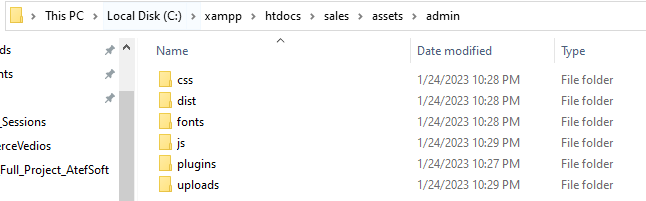 This PC > Local Disk (C:) > xampp > htdocs > sales > assets > admin
Name Date modified Type
css 1/24/2023 10:28 PM File folder
dist 1/24/2023 10:28 PM File folder
fonts 1/24/2023 10:28 PM File folder
js 1/24/2023 10:29 PM File folder
plugins 1/24/2023 10:27 PM File folder
uploads 1/24/2023 10:29 PM File folder
ds
nts
_Sessions
erceVedios
Full_Project_AtefSoft